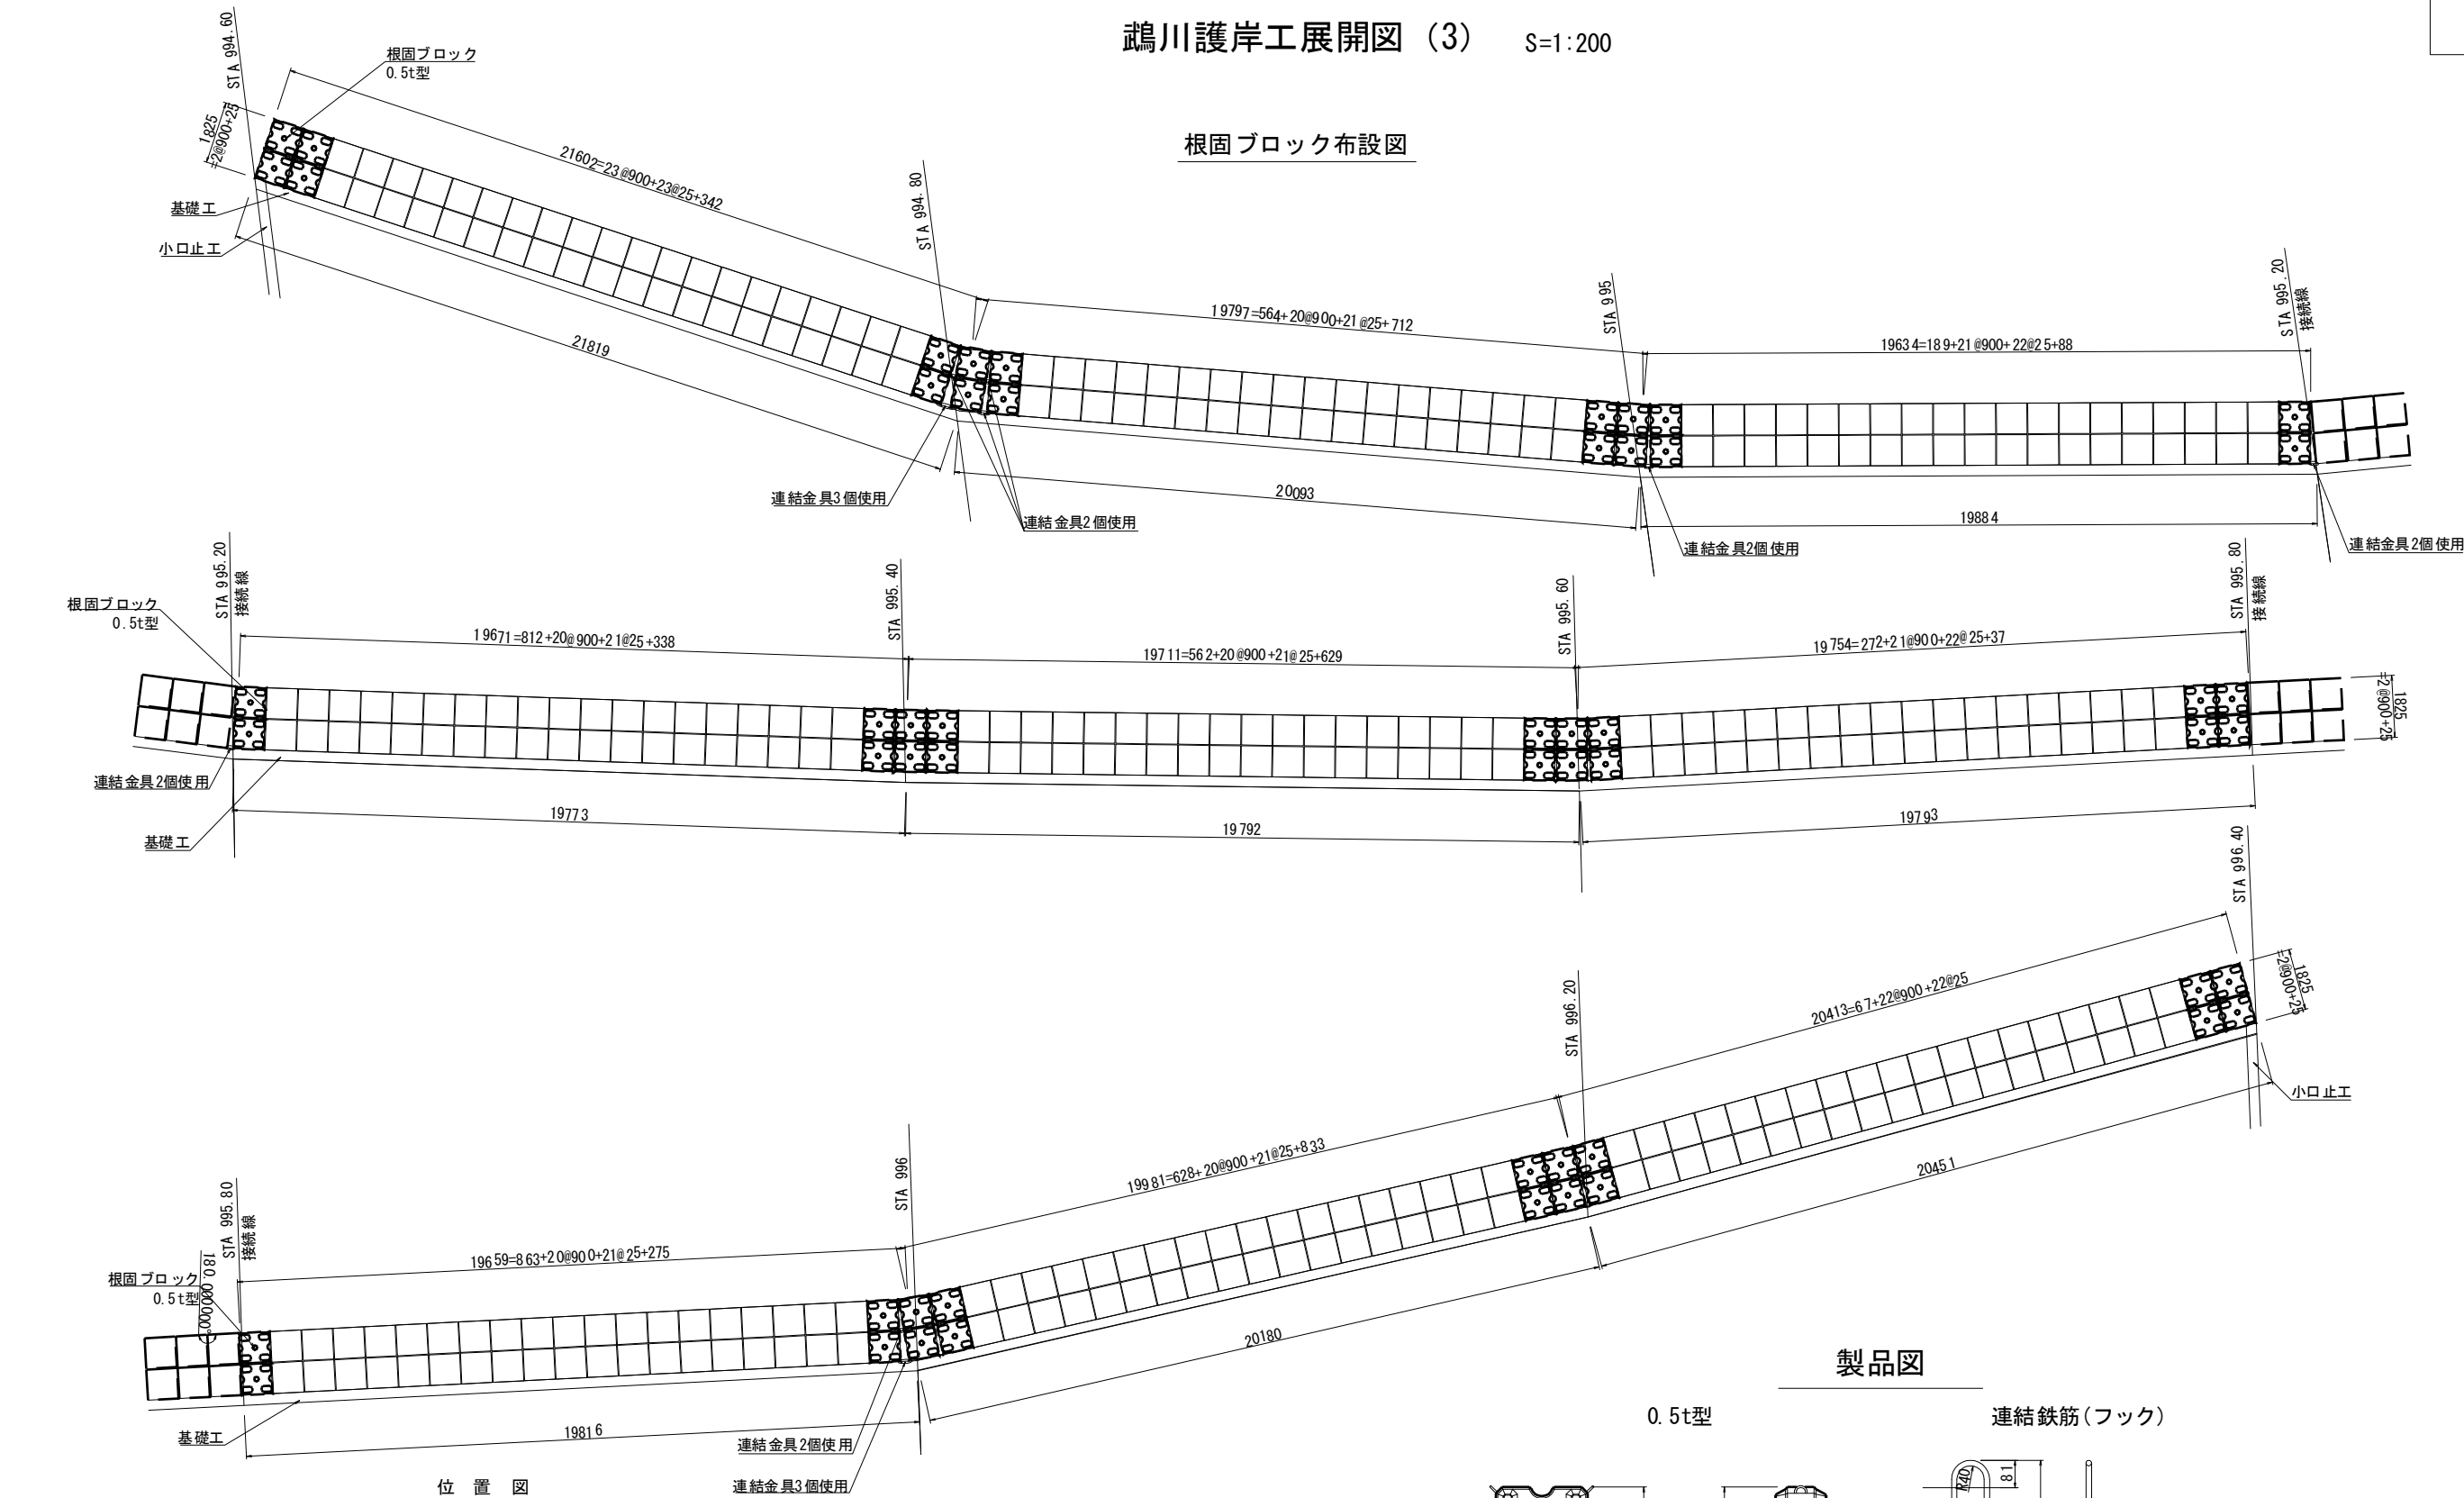 鵡川護岸工展開図（3）　S=1:200
根固ブロック布設図
STA 994.60
根固ブロック
0.5t型
1825
=2@900+25
基礎工
小口止工
21602=23@900+23@25+342
21819
STA 994.80
19797=564+20@900+21@25+712
連結金具3個使用
連結金具2個使用
20093
STA 995
19634=189+21@900+22@25+88
STA 995.20
接続線
19884
連結金具2個使用
連結金具2個使用
STA 995.20
接続線
根固ブロック
0.5t型
19671=812+20@900+21@25+338
STA 995.40
19711=562+20@900+21@25+629
STA 995.60
19754=272+21@900+22@25+37
STA 995.80
接続線
1825
=2@900+25
連結金具2個使用
基礎工
19773
19792
19793
STA 996.40
STA 996.20
20413=67+22@900+22@25
1825
=2@900+25
小口止工
20451
STA 996
19981=628+20@900+21@25+833
STA 995.80
接続線
180.00000°
根固ブロック
0.5t型
19659=863+20@900+21@25+275
20180
基礎工
19816
連結金具2個使用
連結金具3個使用
位　置　図
製品図
0.5t型
連結鉄筋(フック)
R40
81